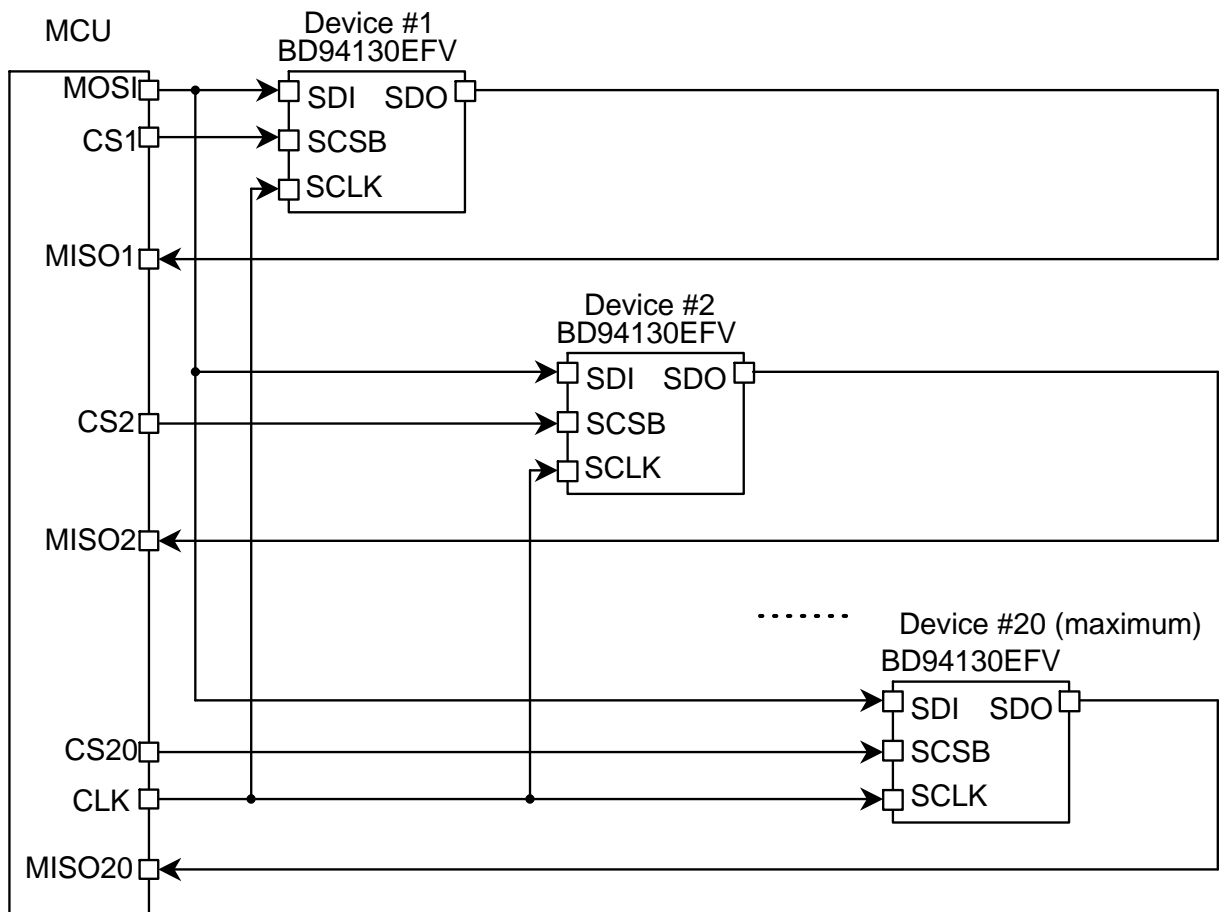 MCU
Device #1
BD94130EFV
MOSI
SDI SDO
CS1
SCSB
SCLK
MISO1
Device #2
BD94130EFV
SDI SDO
CS2
SCSB
SCLK
MISO2
Device #20 (maximum)
BD94130EFV
SDI SDO
CS20
SCSB
CLK
SCLK
MISO20